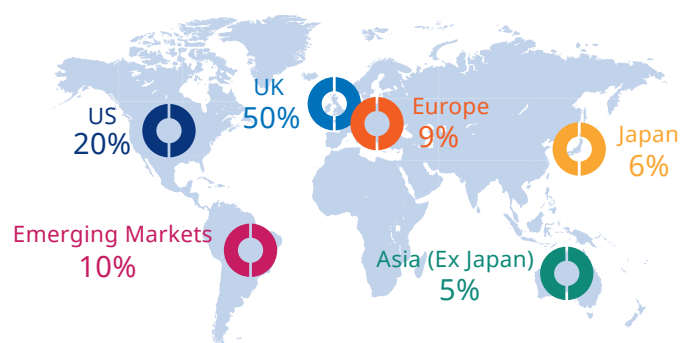 US
20%
UK
50%
Europe
9%
Japan
6%
Emerging Markets
10%
Asia (Ex Japan)
5%